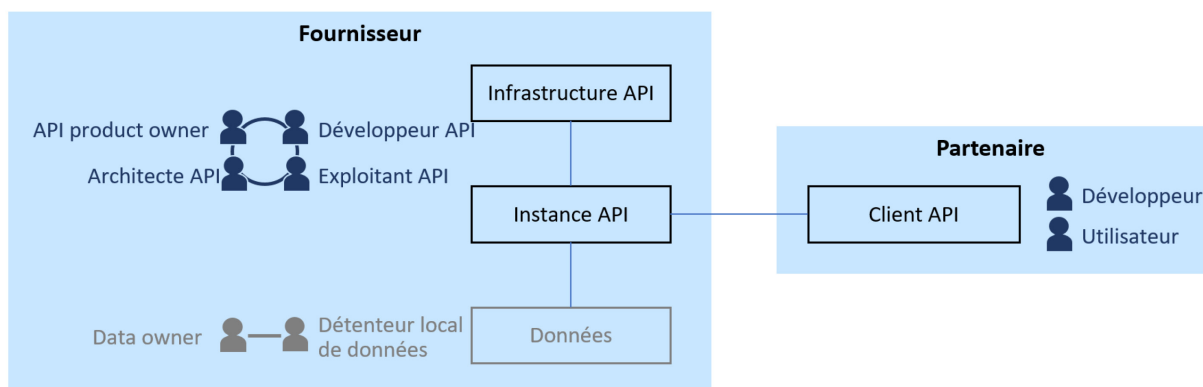 Fournisseur
Infrastructure API
API product owner
Développeur API
Architecte API
Exploitant API
Instance API
Data owner
Détenteur local
de données
Données
Partenaire
Client API
Développeur
Utilisateur